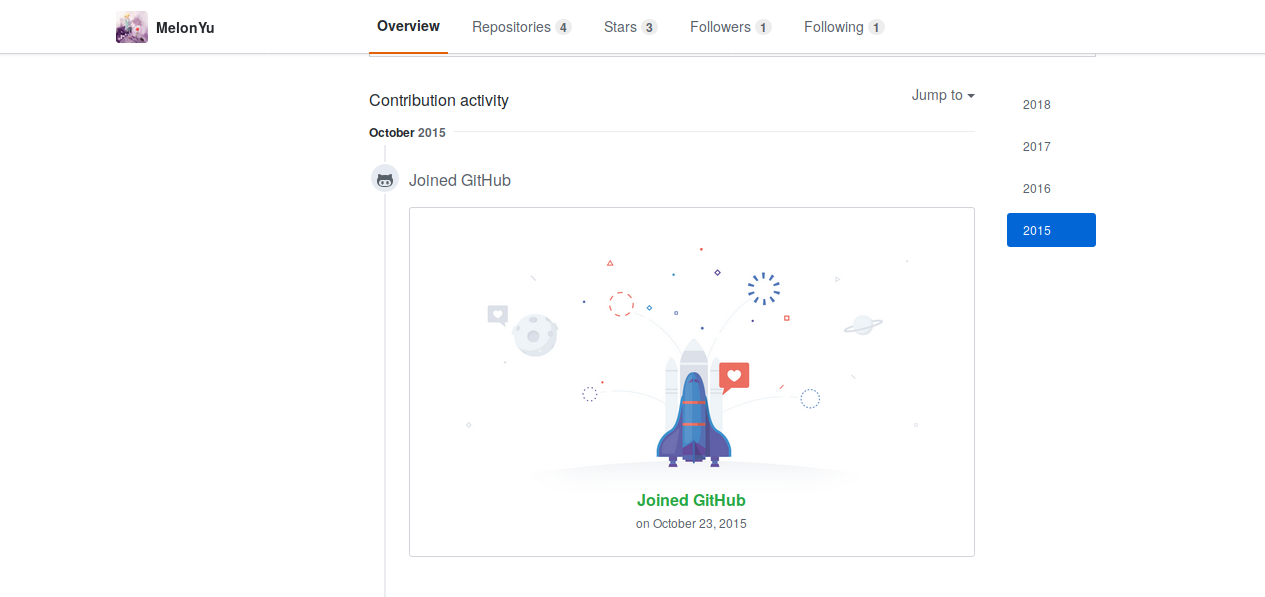 MelonYu
Overview Repositories 4 Stars 3 Followers 1 Following 1
Contribution activity
Jump to
October 2015
Joined GitHub
Joined GitHub
on October 23, 2015
2018
2017
2016
2015